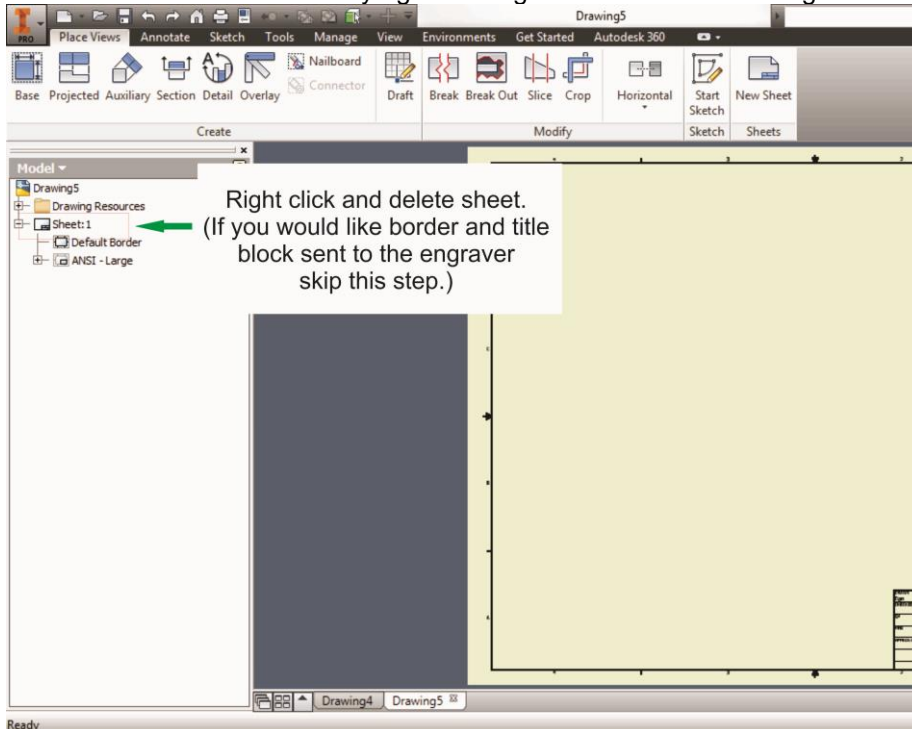 Drawing5
PRO
Place Views Annotate Sketch Tools Manage View Environments Get Started Autodesk 360
Base Projected Auxiliary Section Detail Overlay
Nailboard
Connector
Draft
Break Break Out Slice Crop
Horizontal
Start Sketch
New Sheet
Create Modify Sketch Sheets
Model
Drawing5
Drawing Resources
Sheet:1
Default Border
ANSI - Large
Right click and delete sheet.
(If you would like border and title
block sent to the engraver
skip this step.)
Drawing4 Drawing5
Ready